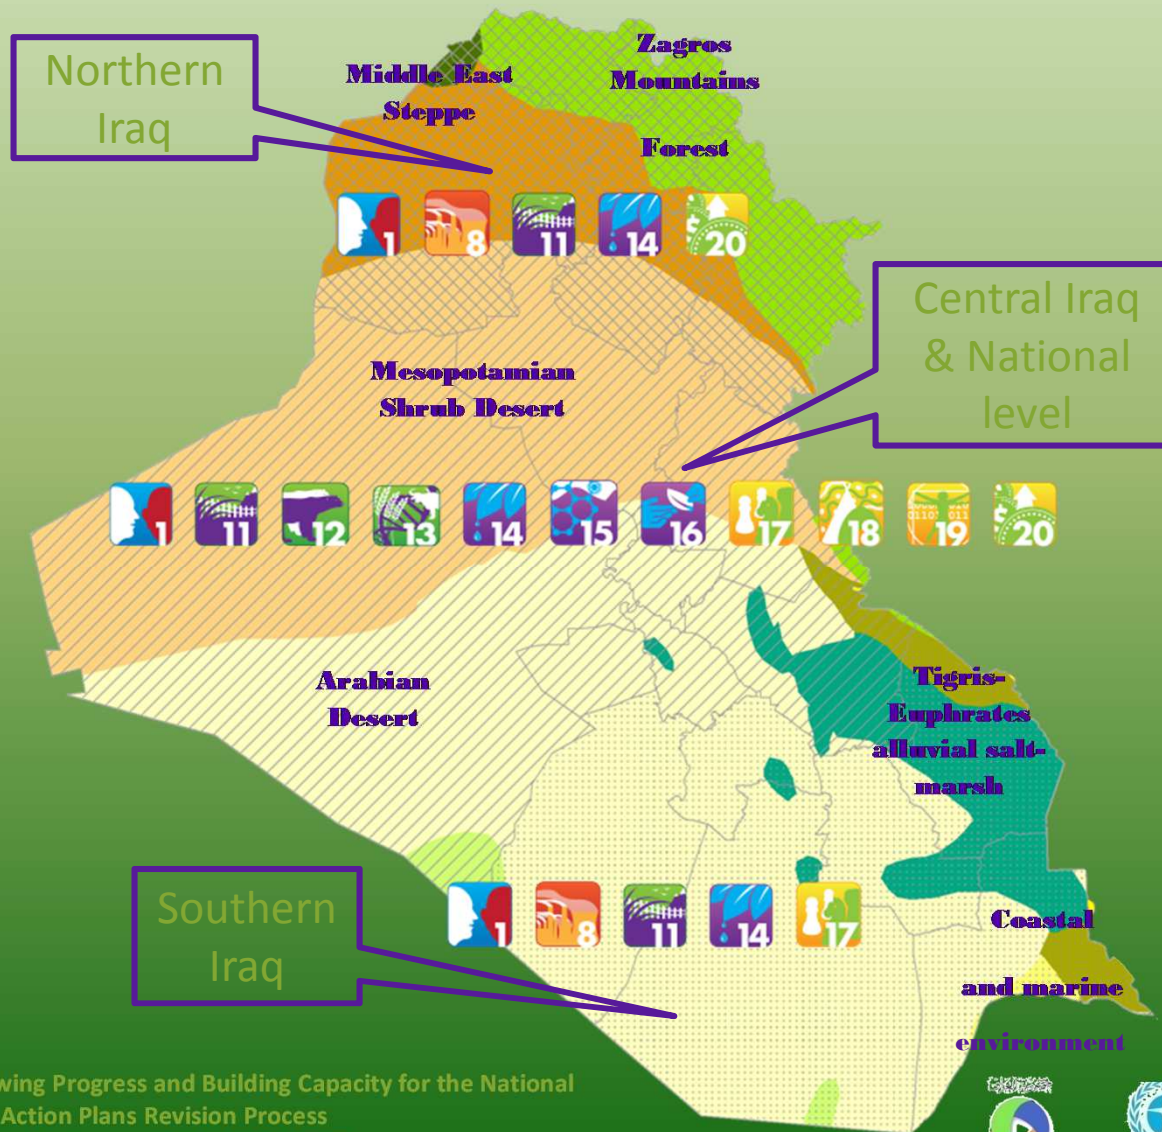 Northern
Iraq
Middle East
Steppe
Zagros
Mountains
Forest
1
8
11
14
20
Central Iraq
& National
level
Mesopotamian
Shrub Desert
1
11
12
13
14
15
16
17
18
19
20
Arabian
Desert
Tigris-
Euphrates
alluvial salt-
marsh
Southern
Iraq
1
8
11
14
17
Coastal
and marine
environment
wing Progress and Building Capacity for the National
Action Plans Revision Process